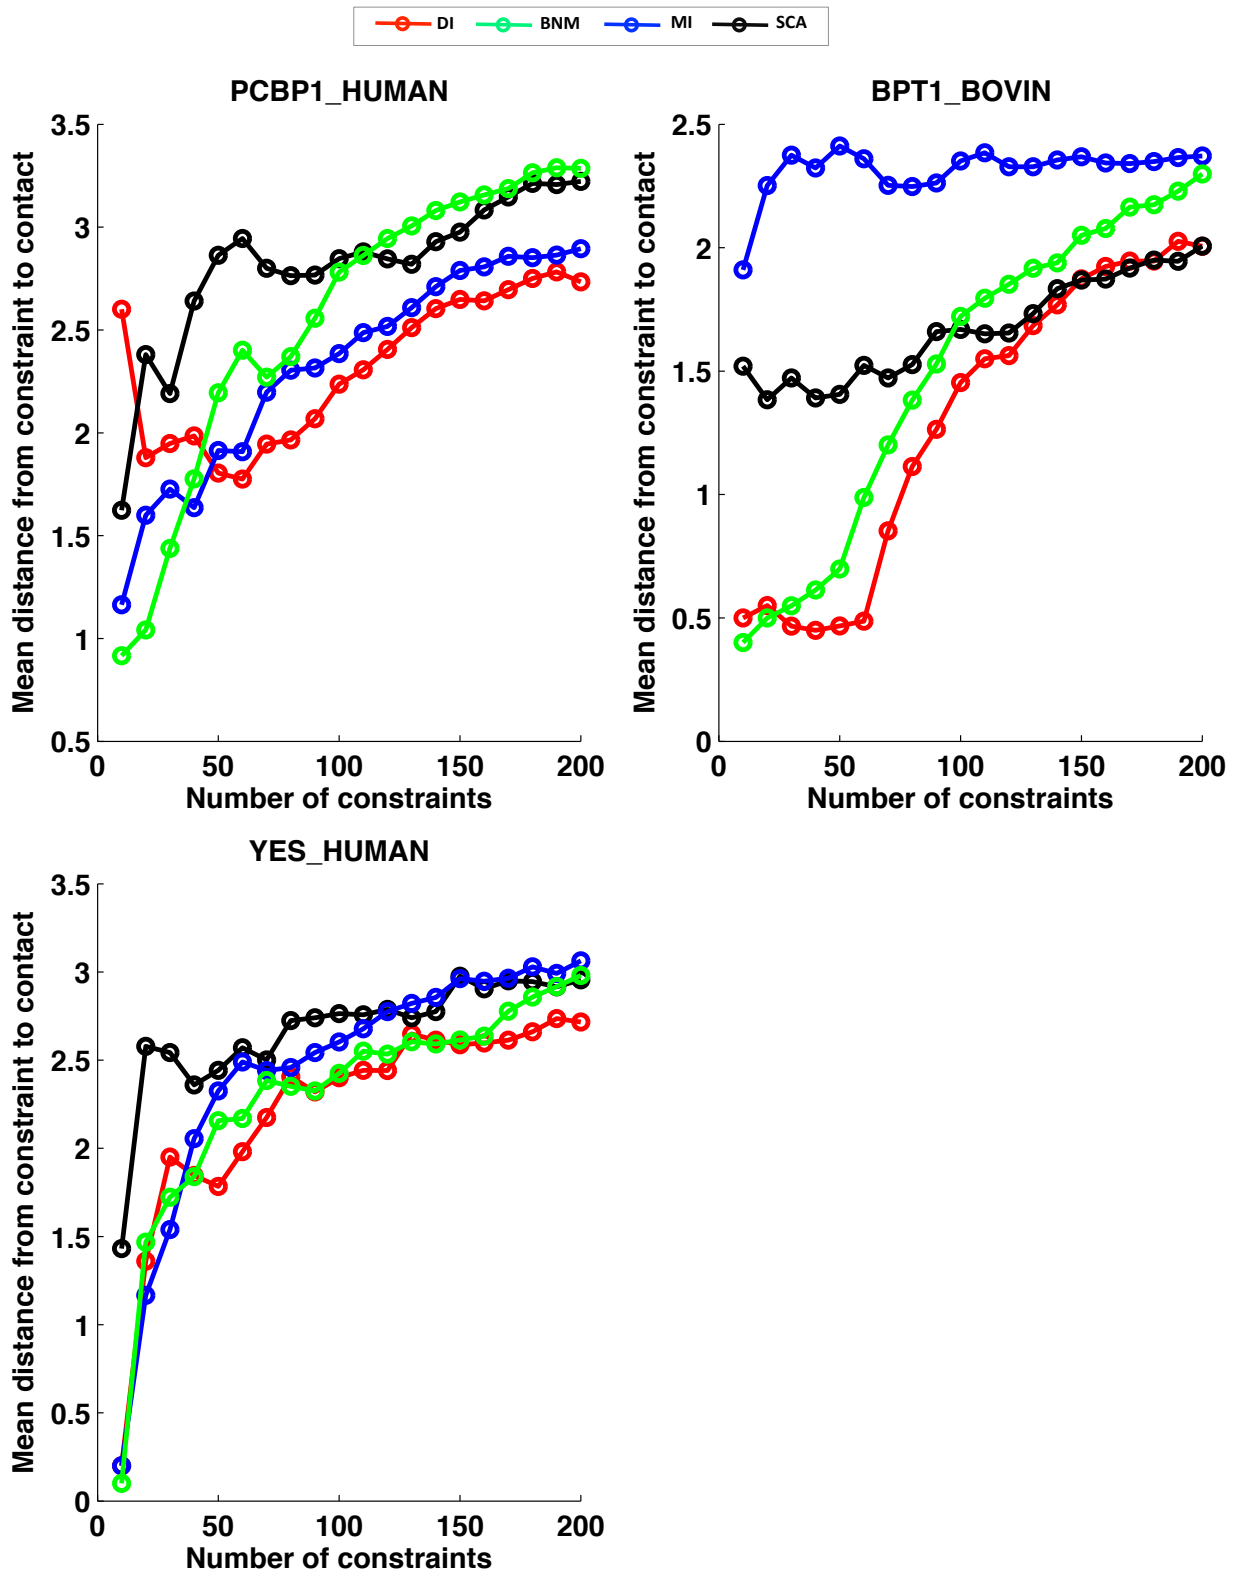 DI BNM MI SCA
PCBP1_HUMAN
3.5
3
2.5
2
1.5
1
0.5
Mean distance from constraint to contact
0 50 100 150 200
Number of constraints
BPT1_BOVIN
2.5
2
1.5
1
0.5
0
Mean distance from constraint to contact
0 50 100 150 200
Number of constraints
YES_HUMAN
3.5
3
2.5
2
1.5
1
0.5
0
Mean distance from constraint to contact
0 50 100 150 200
Number of constraints